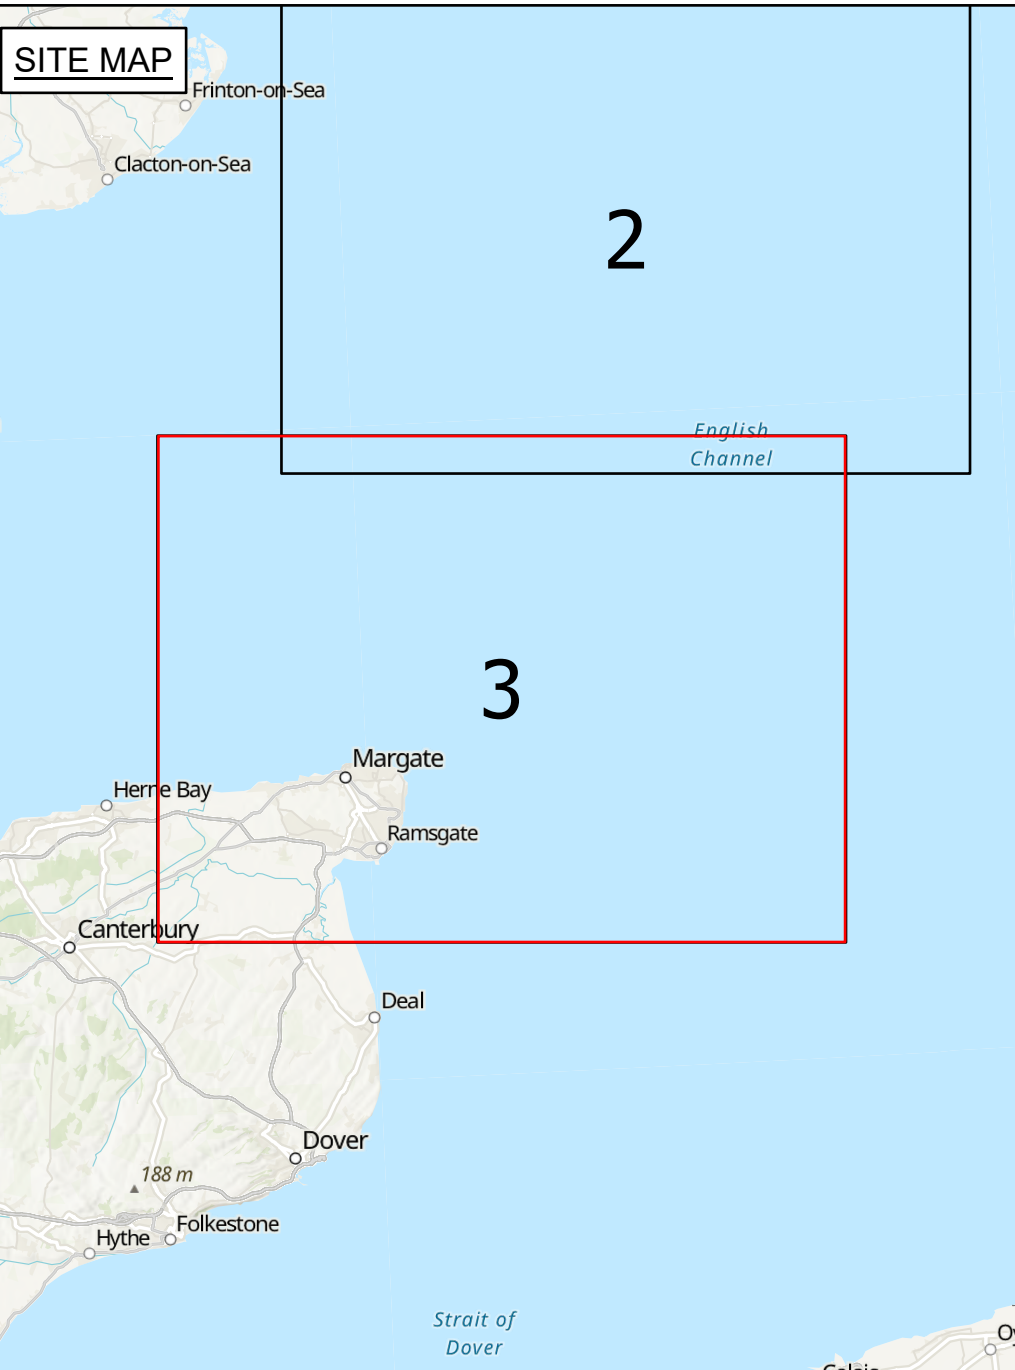 SITE MAP
Frinton-on-Sea
Clacton-on-Sea
2
English
Channel
3
Margate
Herne Bay
Ramsgate
Canterbury
Deal
Dover
188 m
Folkestone
Hythe
Strait of
Dover